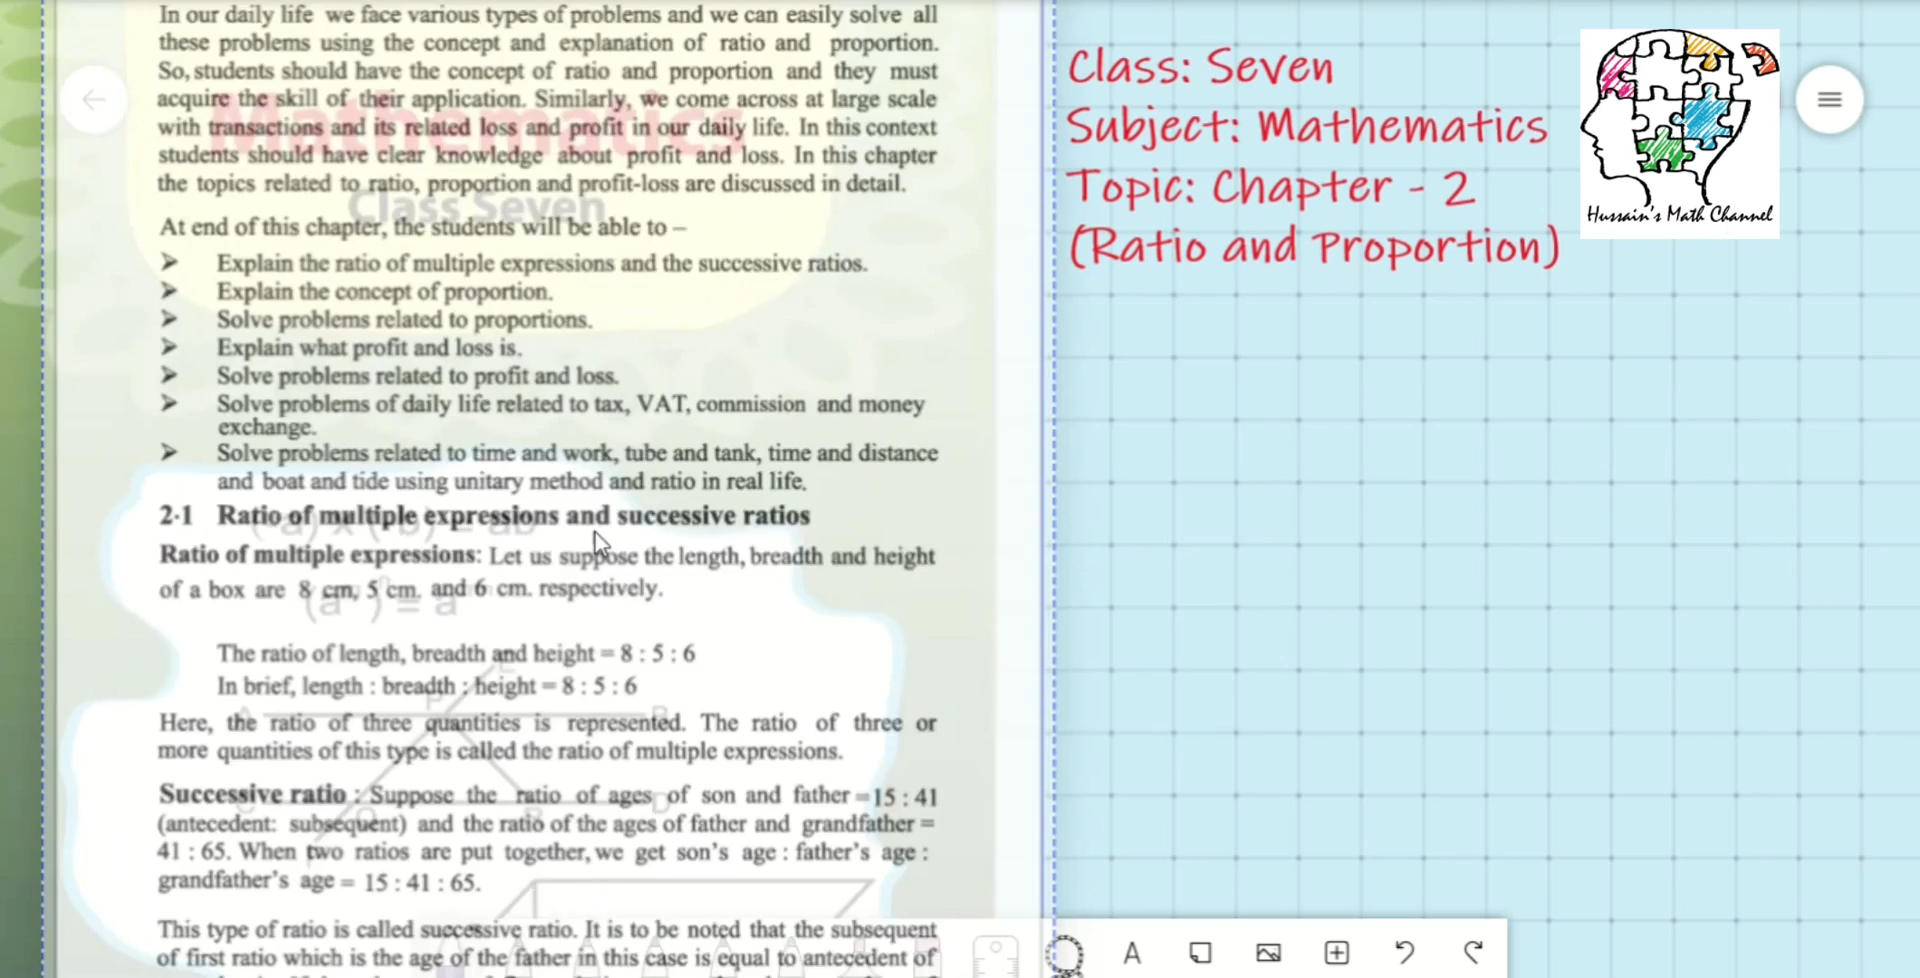 In our daily life we face various types of problems and we can easily solve all
these problems using the concept and explanation of ratio and proportion.
So, students should have the concept of ratio and proportion and they must
acquire the skill of their application. Similarly, we come across at large scale
with transactions and its related loss and profit in our daily life. In this context
students should have clear knowledge about profit and loss. In this chapter
the topics related to ratio, proportion and profit-loss are discussed in detail.
Mathematics
Class Seven
At end of this chapter, the students will be able to –
➤ Explain the ratio of multiple expressions and the successive ratios.
➤ Explain the concept of proportion.
➤ Solve problems related to proportions.
➤ Explain what profit and loss is.
➤ Solve problems related to profit and loss.
➤ Solve problems of daily life related to tax, VAT, commission and money
exchange.
➤ Solve problems related to time and work, tube and tank, time and distance
and boat and tide using unitary method and ratio in real life.
2·1 Ratio of multiple expressions and successive ratios
Ratio of multiple expressions: Let us suppose the length, breadth and height
of a box are 8 cm, 5 cm. and 6 cm. respectively.
The ratio of length, breadth and height = 8 : 5 : 6
In brief, length : breadth : height = 8 : 5 : 6
Here, the ratio of three quantities is represented. The ratio of three or
more quantities of this type is called the ratio of multiple expressions.
Successive ratio : Suppose the ratio of ages of son and father = 15 : 41
(antecedent: subsequent) and the ratio of the ages of father and grandfather =
41 : 65. When two ratios are put together, we get son's age : father's age :
grandfather's age = 15 : 41 : 65.
This type of ratio is called successive ratio. It is to be noted that the subsequent
of first ratio which is the age of the father in this case is equal to antecedent of
Class: Seven
Subject: Mathematics
Topic: Chapter - 2
(Ratio and Proportion)
Hussain's Math Channel
A